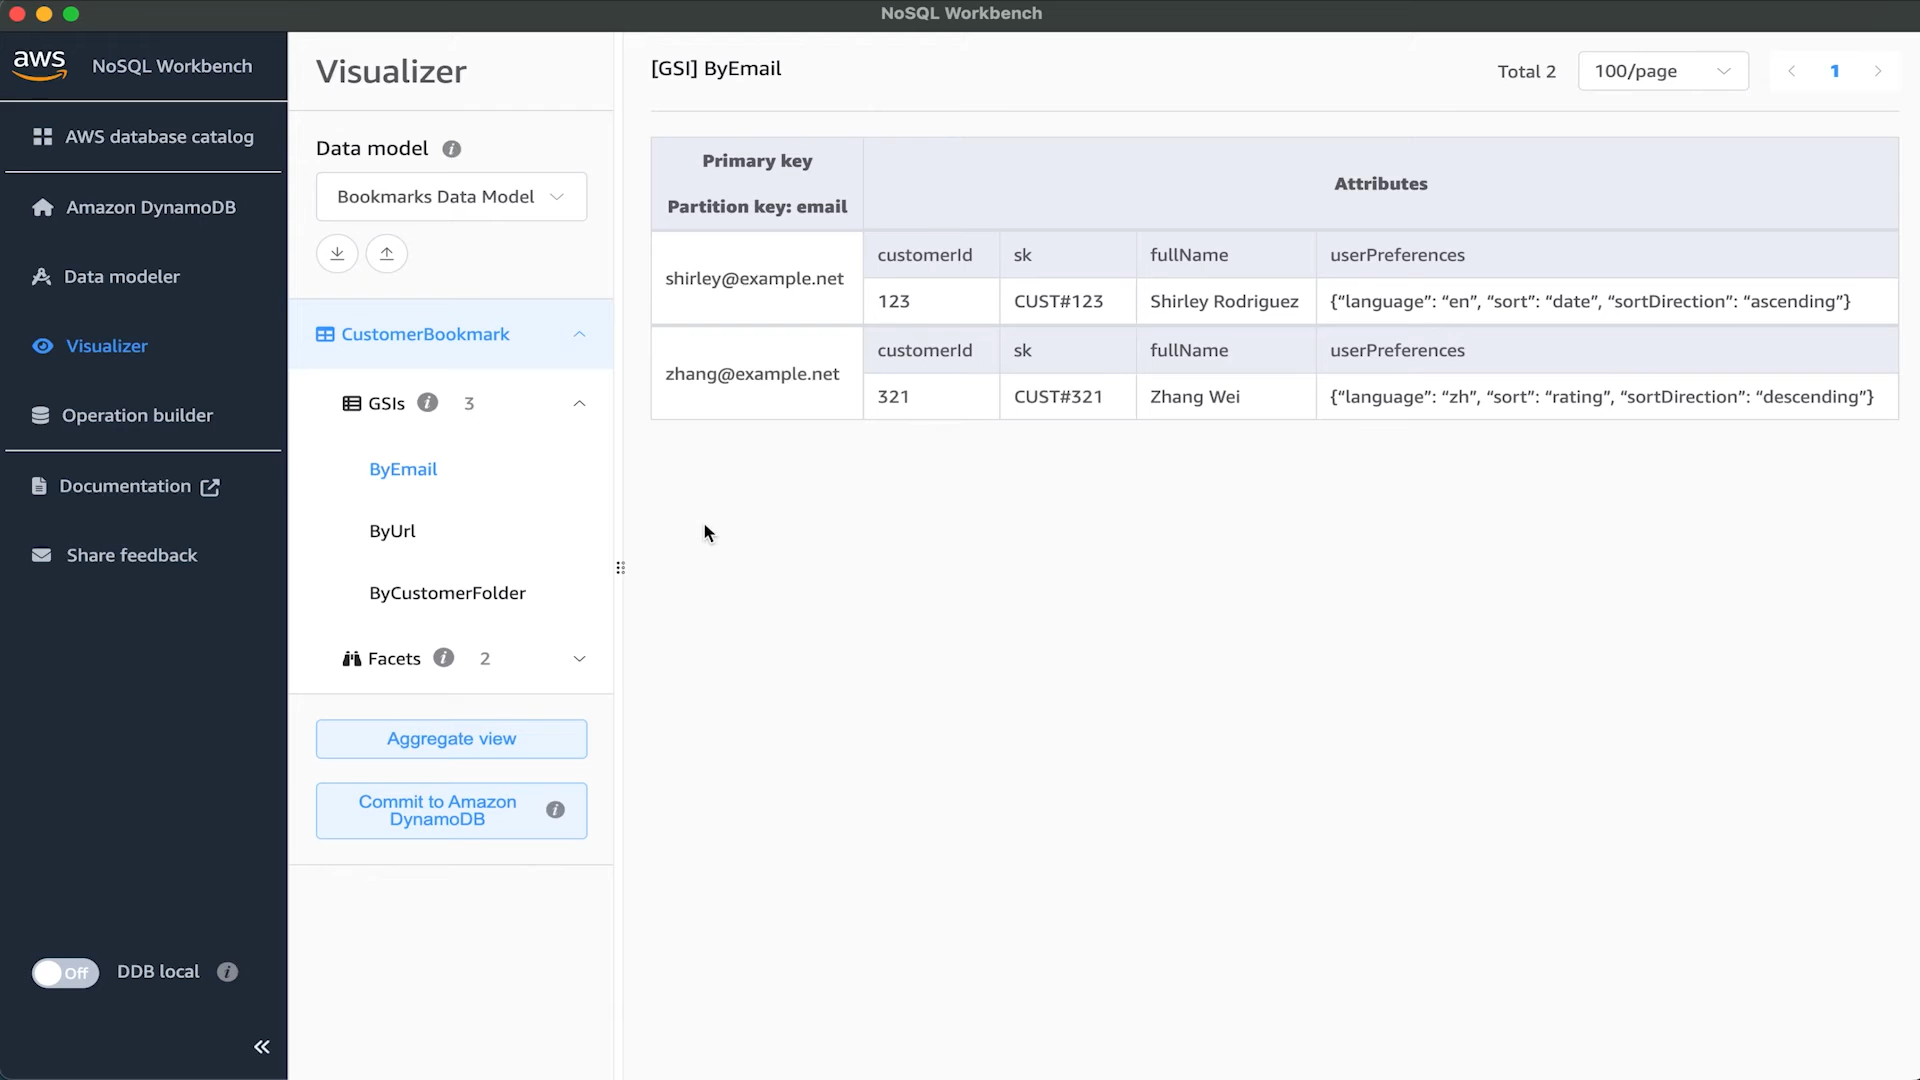 NoSQL Workbench
aws NoSQL Workbench
AWS database catalog
Amazon DynamoDB
Data modeler
Visualizer
Operation builder
Documentation
Share feedback
Off DDB local i
Visualizer
Data model i
Bookmarks Data Model
CustomerBookmark
GSIs i 3
ByEmail
ByUrl
ByCustomerFolder
Facets i 2
Aggregate view
Commit to Amazon
DynamoDB i
[GSI] ByEmail
Total 2 100/page 1
Primary key
Partition key: email
Attributes
shirley@example.net
customerId sk fullName userPreferences
123 CUST#123 Shirley Rodriguez {“language”: “en”, “sort”: “date”, “sortDirection”: “ascending”}
zhang@example.net
customerId sk fullName userPreferences
321 CUST#321 Zhang Wei {“language”: “zh”, “sort”: “rating”, “sortDirection”: “descending”}